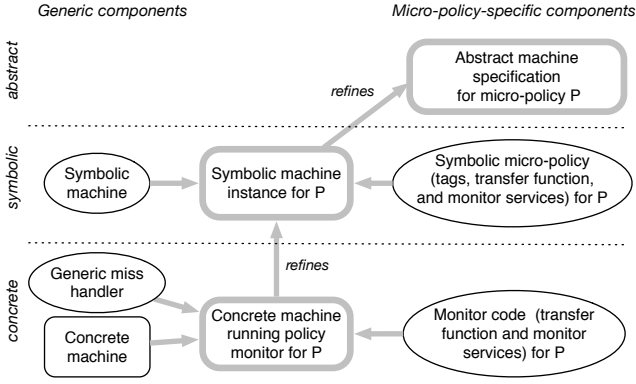 Generic components
Micro-policy-specific components
abstract
Abstract machine
specification
for micro-policy P
refines
symbolic
Symbolic
machine
Symbolic machine
instance for P
Symbolic micro-policy
(tags, transfer function,
and monitor services) for P
refines
concrete
Generic miss
handler
Concrete
machine
Concrete machine
running policy
monitor for P
Monitor code (transfer
function and monitor
services) for P